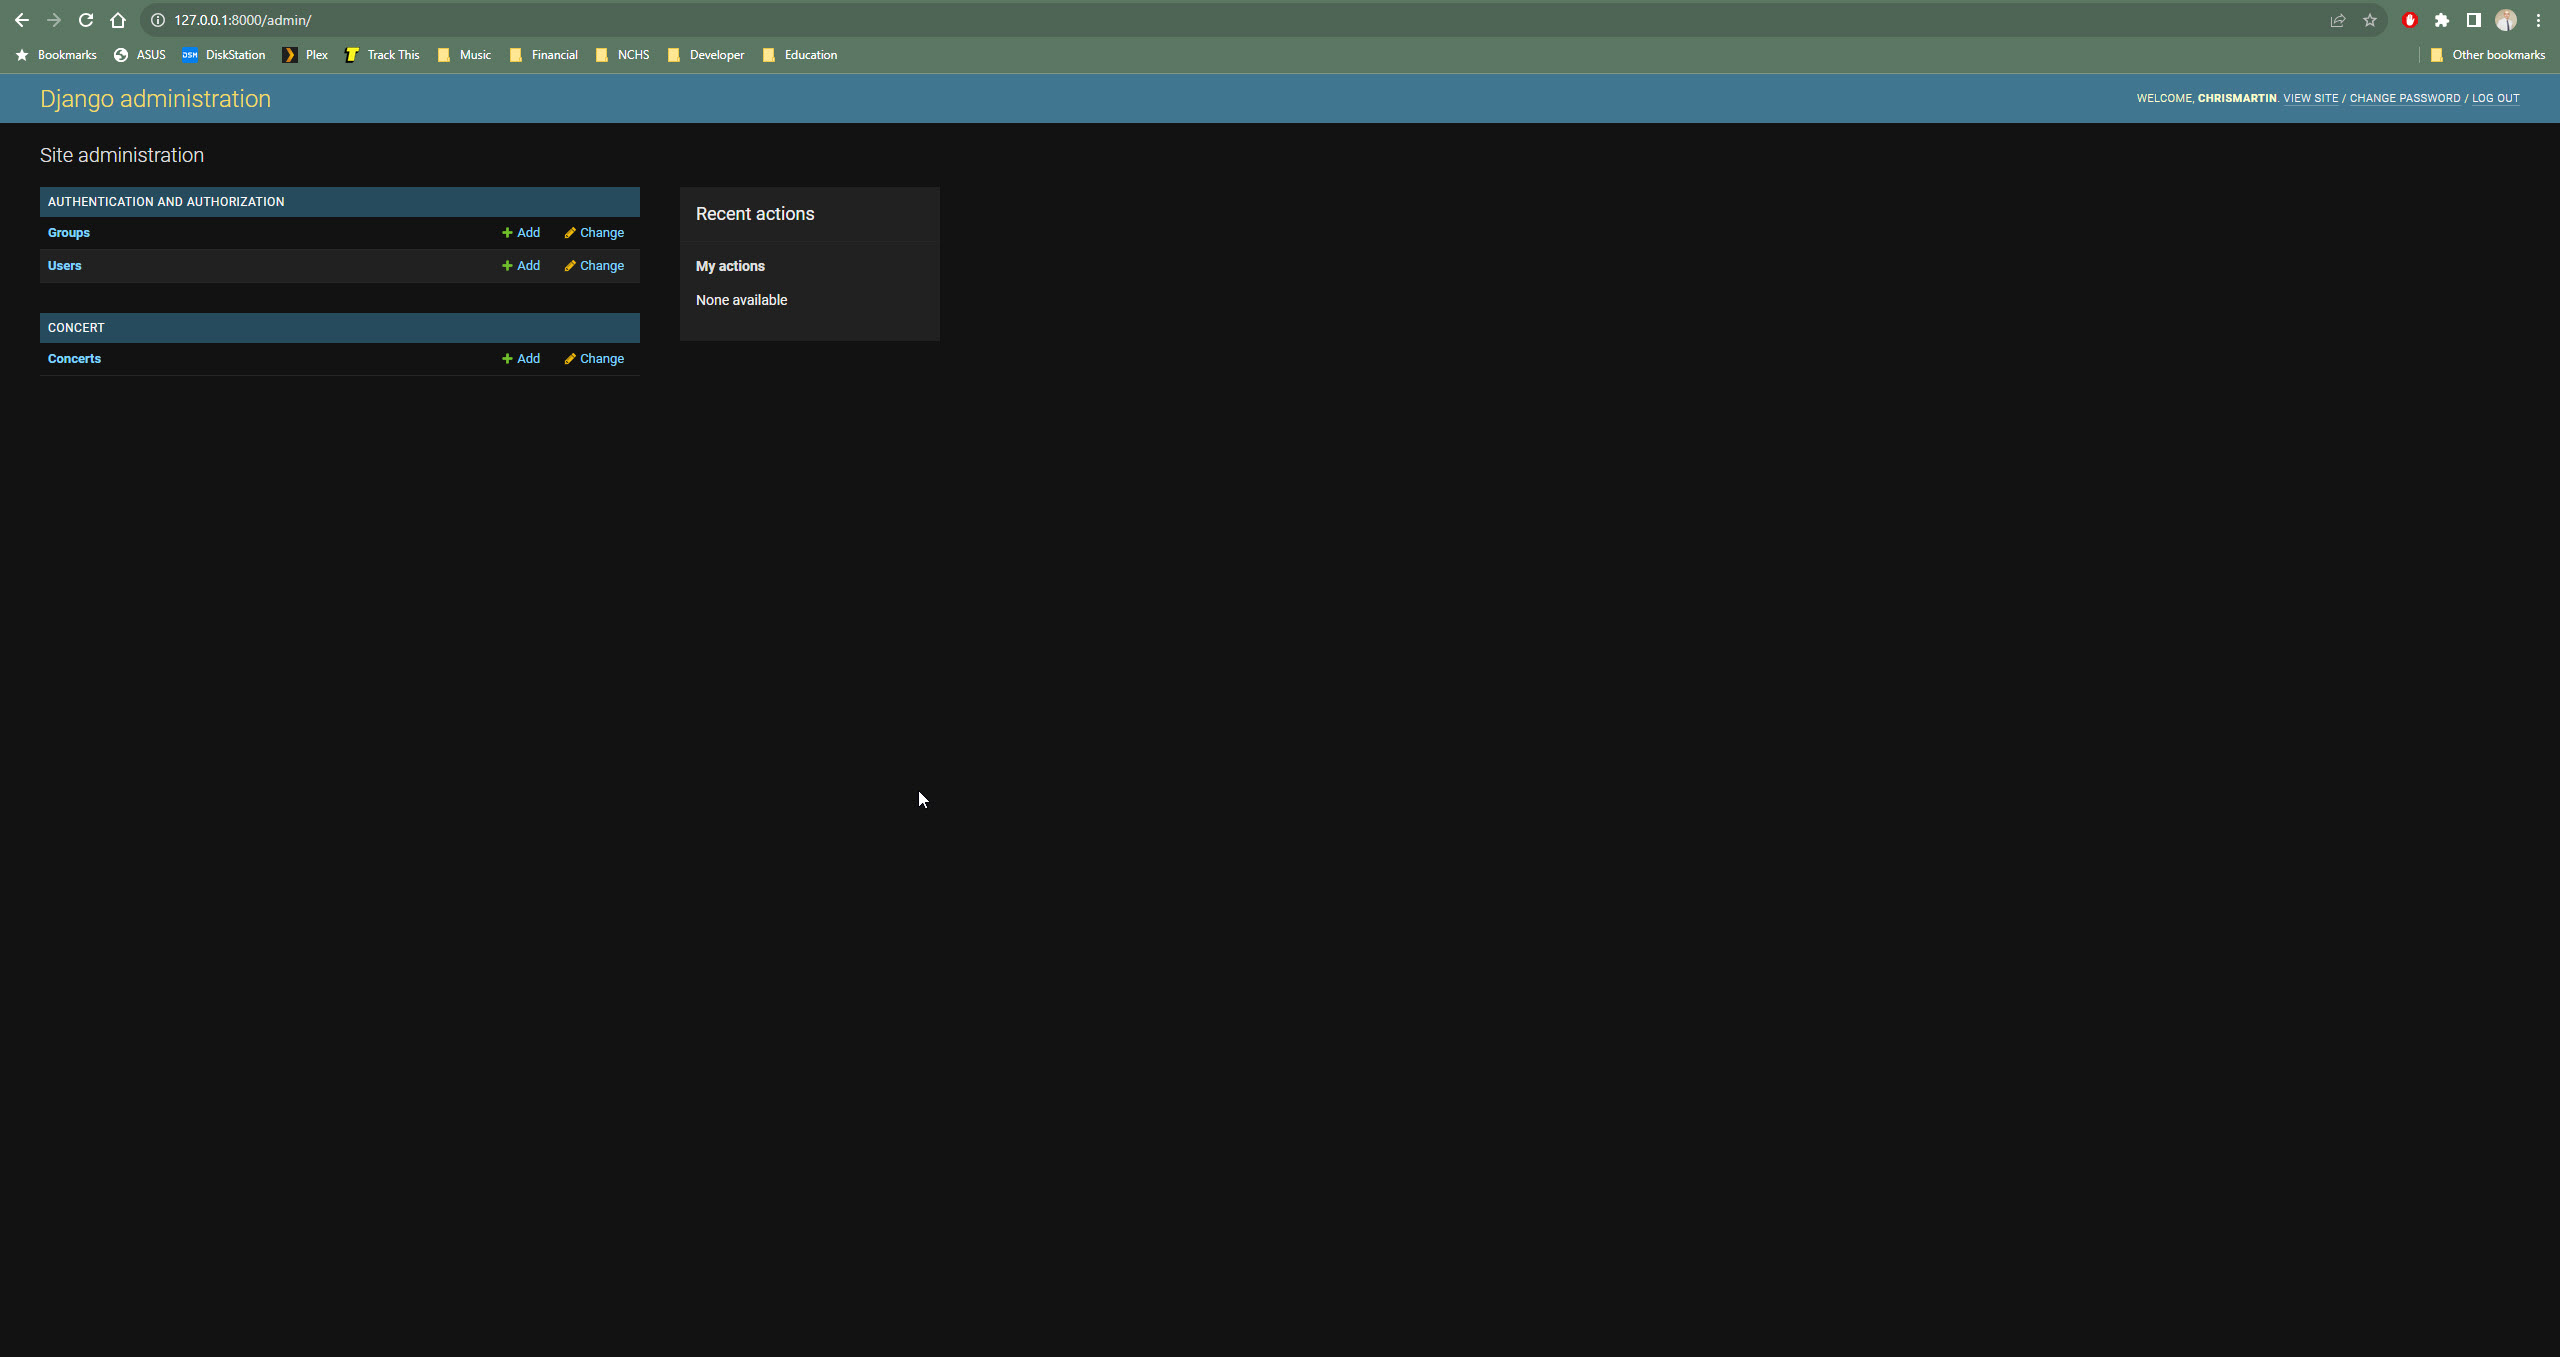 127.0.0.1:8000/admin/
Bookmarks ASUS DSM DiskStation Plex Track This Music Financial NCHS Developer Education Other bookmarks
Django administration
WELCOME, CHRISMARTIN. VIEW SITE / CHANGE PASSWORD / LOG OUT
Site administration
AUTHENTICATION AND AUTHORIZATION
Groups Add Change
Users Add Change
CONCERT
Concerts Add Change
Recent actions
My actions
None available